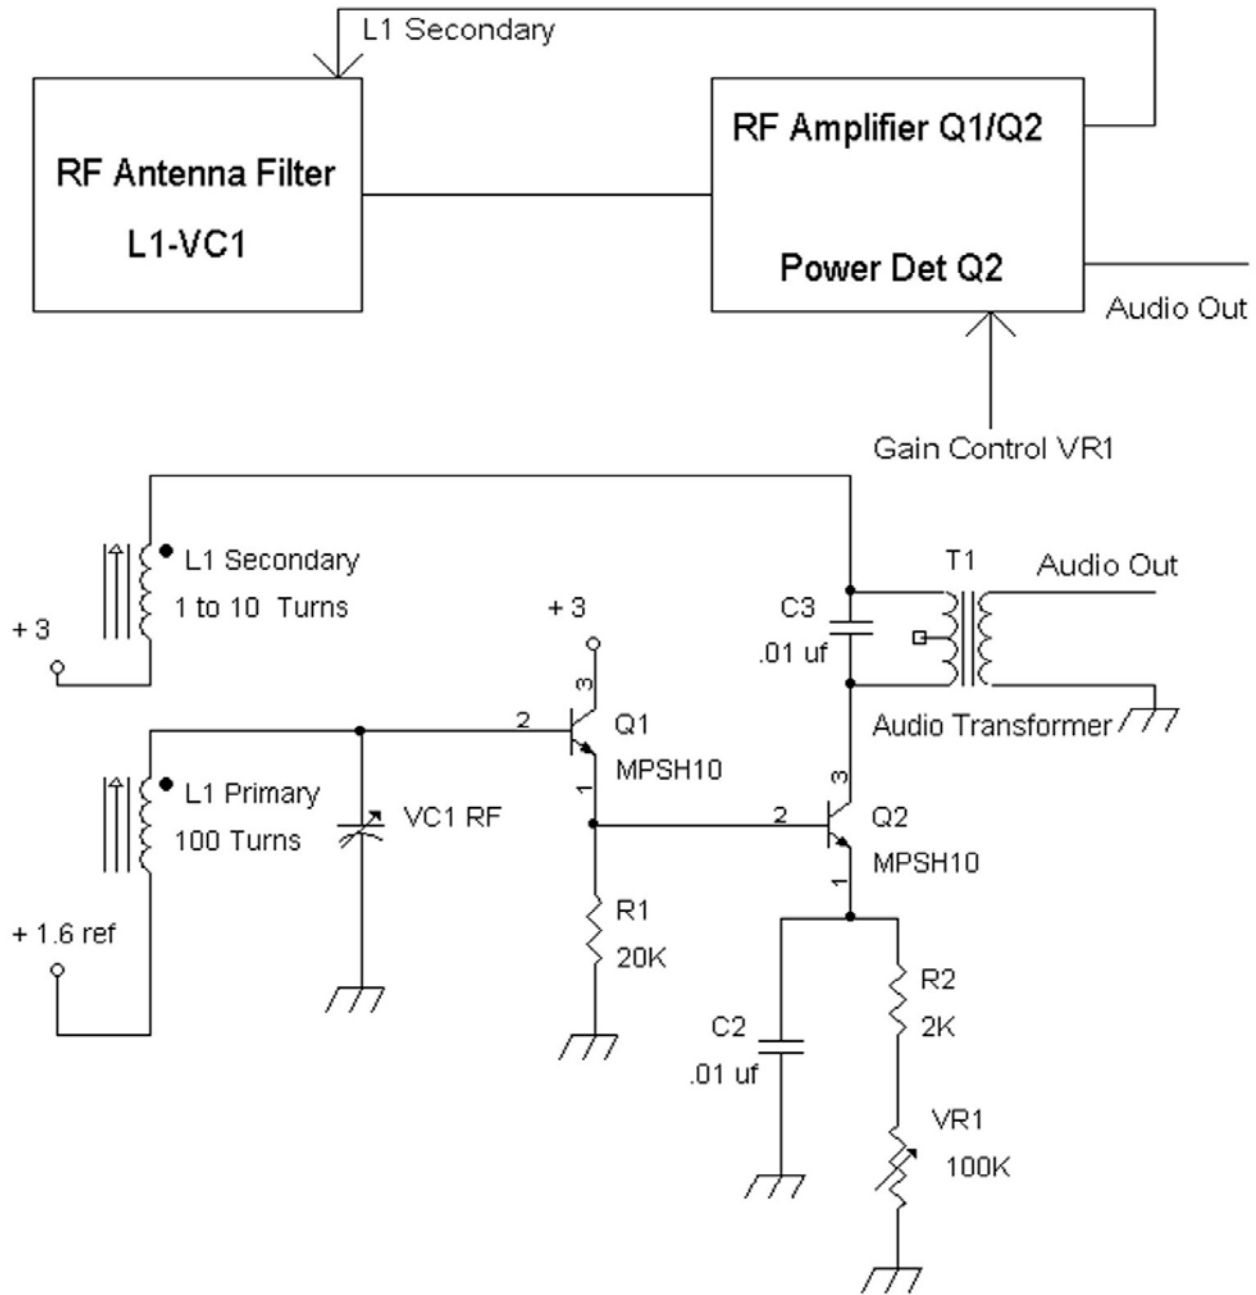 L1 Secondary
RF Antenna Filter
L1-VC1
RF Amplifier Q1/Q2
Power Det Q2
Audio Out
Gain Control VR1
L1 Secondary
1 to 10 Turns
+ 3
+ 3
C3
.01 uf
T1
Audio Out
Audio Transformer
3
2
Q1
MPSH10
1
L1 Primary
100 Turns
VC1 RF
3
2
Q2
MPSH10
1
+ 1.6 ref
R1
20K
R2
2K
C2
.01 uf
VR1
100K